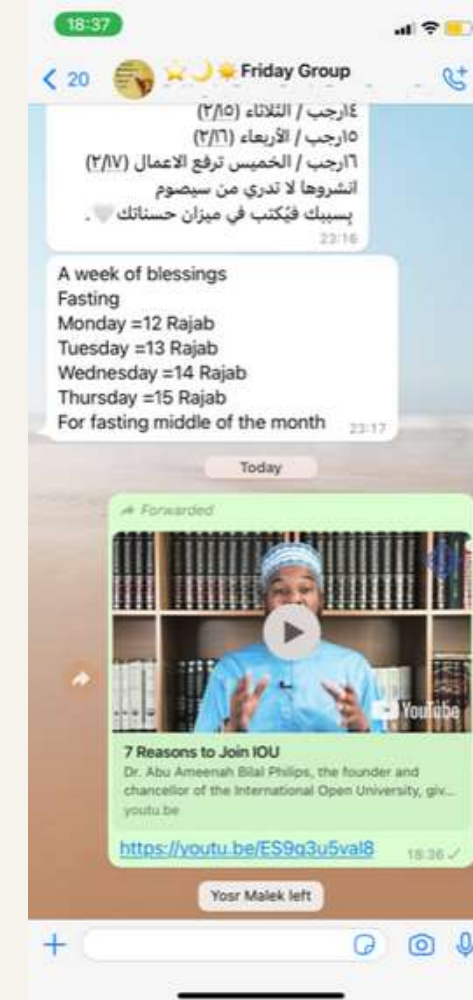 18:37
20
Friday Group
١٤رجب / الثلاثاء (٢/١٥)
١٥رجب / الأربعاء (٢/١٦)
١٦رجب / الخميس ترفع الاعمال (٢/١٧)
انشروها لا تدري من سيصوم
بسببك فيُكتب في ميزان حسناتك🤍.
23:16
A week of blessings
Fasting
Monday =12 Rajab
Tuesday =13 Rajab
Wednesday =14 Rajab
Thursday =15 Rajab
For fasting middle of the month
23:17
Today
Forwarded
YouTube
7 Reasons to Join IOU
Dr. Abu Ameenah Bilal Philips, the founder and
chancellor of the International Open University, giv...
youtu.be
https://youtu.be/ES9q3u5val8
18:36
Yosr Malek left